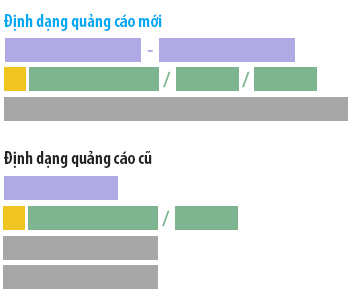 Định dạng quảng cáo mới
-
/ /
Định dạng quảng cáo cũ
/